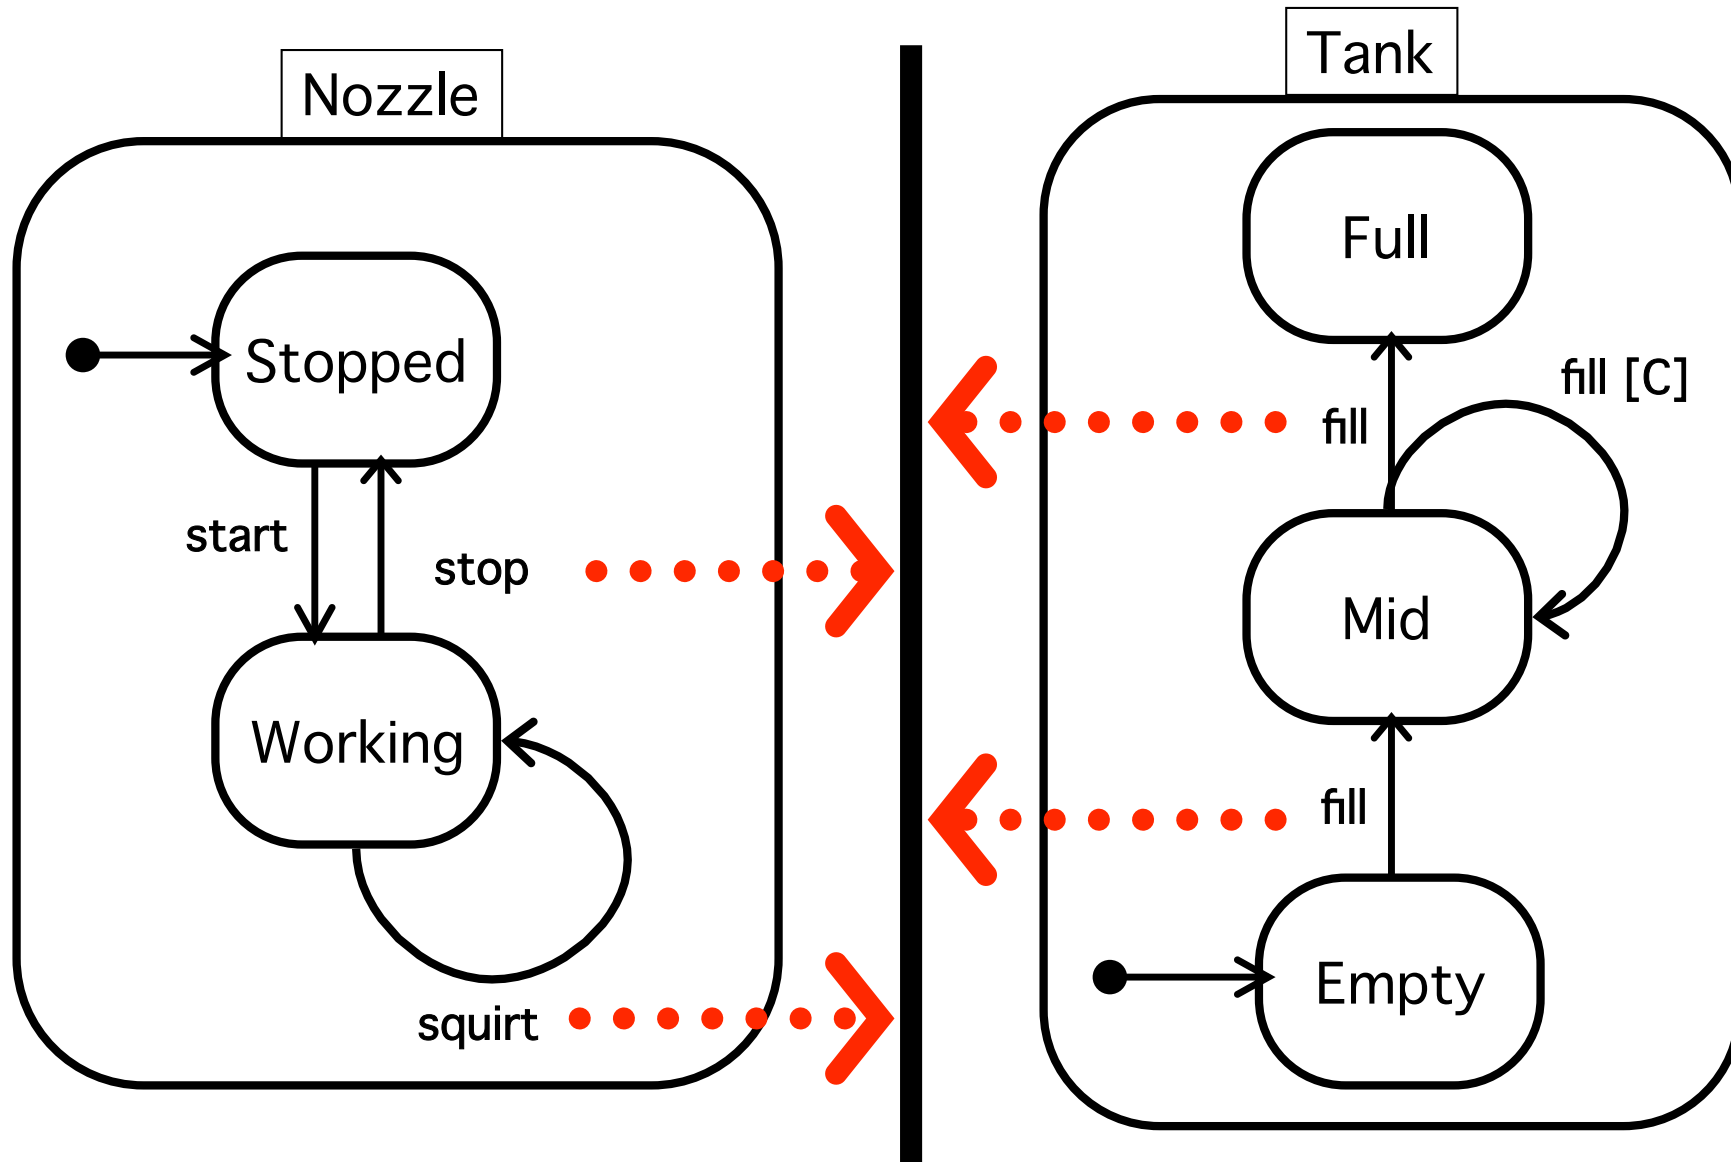 Nozzle
Stopped
start
stop
Working
squirt
Tank
Full
fill [C]
fill
Mid
fill
Empty